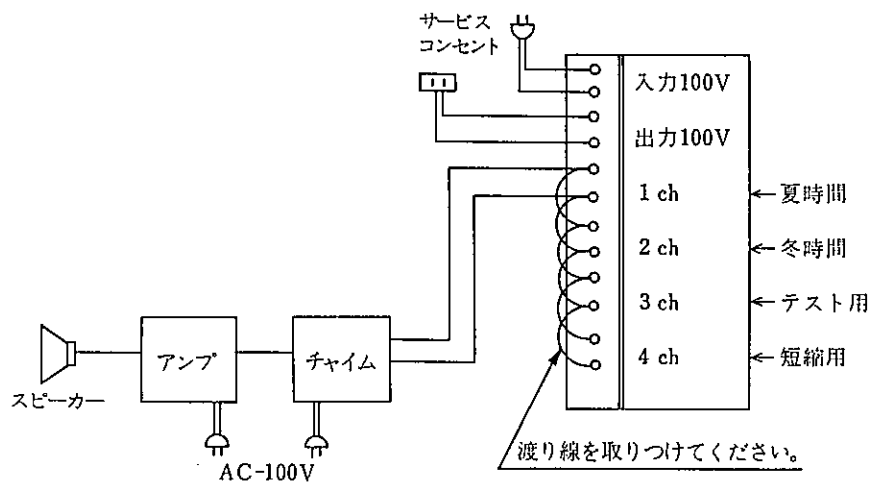 サービス
コンセント
入力100V
出力100V
1 ch
←夏時間
2 ch
←冬時間
3 ch
←テスト用
4 ch
←短縮用
アンプ
チャイム
スピーカー
AC-100V
渡り線を取りつけてください。